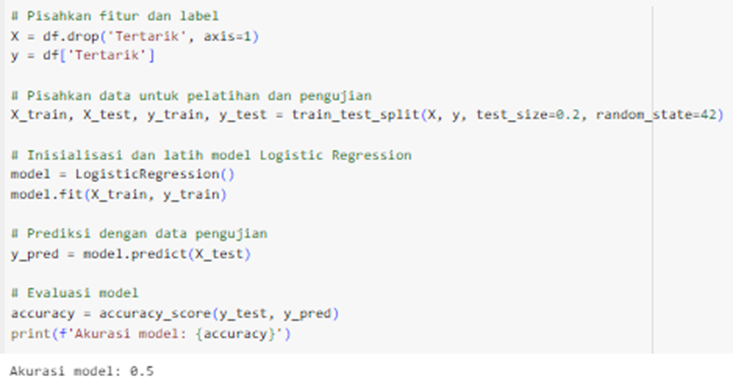 # Pisahkan fitur dan label
X = df.drop('Tertarik', axis=1)
y = df['Tertarik']
# Pisahkan data untuk pelatihan dan pengujian
X_train, X_test, y_train, y_test = train_test_split(X, y, test_size=0.2, random_state=42)
# Inisialisasi dan latih model Logistic Regression
model = LogisticRegression()
model.fit(X_train, y_train)
# Prediksi dengan data pengujian
y_pred = model.predict(X_test)
# Evaluasi model
accuracy = accuracy_score(y_test, y_pred)
print(f'Akurasi model: {accuracy}')
Akurasi model: 0.5